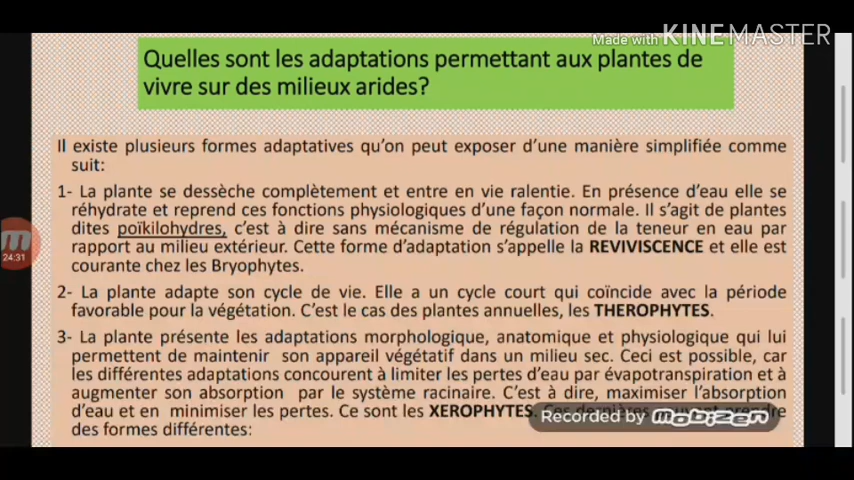 Made with KINEMASTER
Quelles sont les adaptations permettant aux plantes de
vivre sur des milieux arides?
Il existe plusieurs formes adaptatives qu'on peut exposer d'une manière simplifiée comme
suit:
1- La plante se dessèche complètement et entre en vie ralentie. En présence d'eau elle se
réhydrate et reprend ces fonctions physiologiques d'une façon normale. Il s'agit de plantes
dites poïkilohydres, c'est à dire sans mécanisme de régulation de la teneur en eau par
rapport au milieu extérieur. Cette forme d'adaptation s'appelle la REVIVISCENCE et elle est
courante chez les Bryophytes.
24:31
2- La plante adapte son cycle de vie. Elle a un cycle court qui coïncide avec la période
favorable pour la végétation. C'est le cas des plantes annuelles, les THEROPHYTES.
3- La plante présente les adaptations morphologique, anatomique et physiologique qui lui
permettent de maintenir son appareil végétatif dans un milieu sec. Ceci est possible, car
les différentes adaptations concourent à limiter les pertes d'eau par évapotranspiration et à
augmenter son absorption par le système racinaire. C'est à dire, maximiser l'absorption
d'eau et en minimiser les pertes. Ce sont les XEROPHYTES.
Recorded by mobizen
des formes différentes: